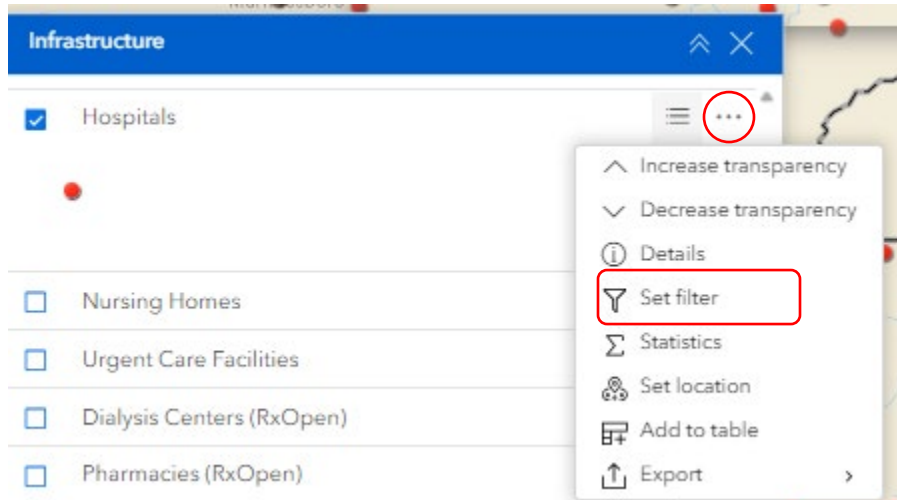 Infrastructure
Hospitals
Increase transparency
Decrease transparency
Details
Set filter
Statistics
Set location
Add to table
Export
Nursing Homes
Urgent Care Facilities
Dialysis Centers (RxOpen)
Pharmacies (RxOpen)